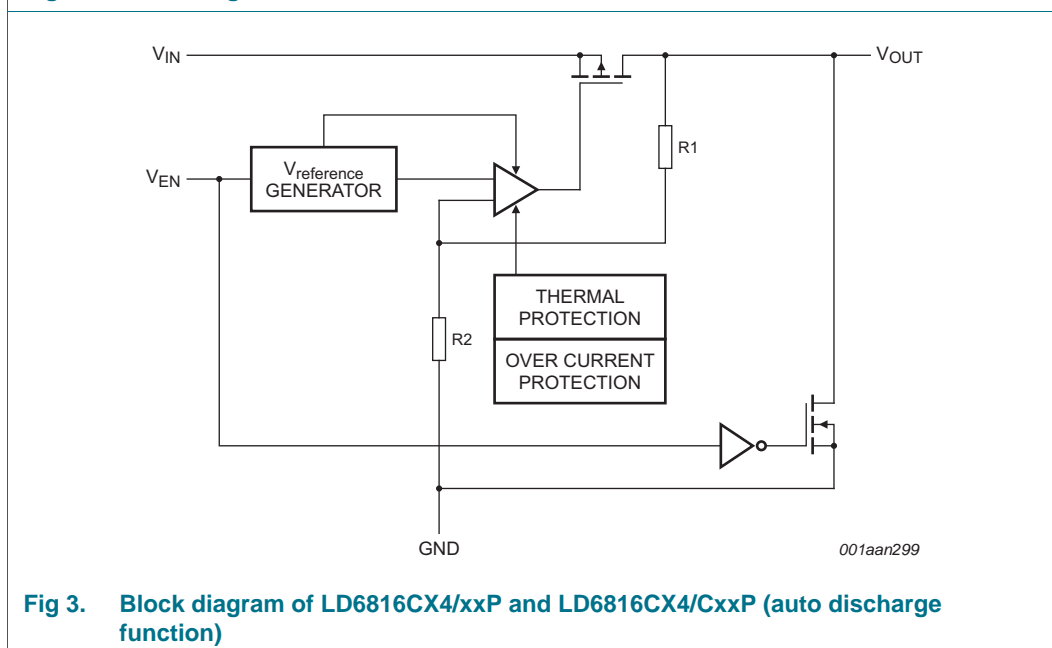 VIN
VOUT
R1
VEN
Vreference
GENERATOR
THERMAL
PROTECTION
R2
OVER CURRENT
PROTECTION
GND
001aan299
Fig 3. Block diagram of LD6816CX4/xxP and LD6816CX4/CxxP (auto discharge
function)